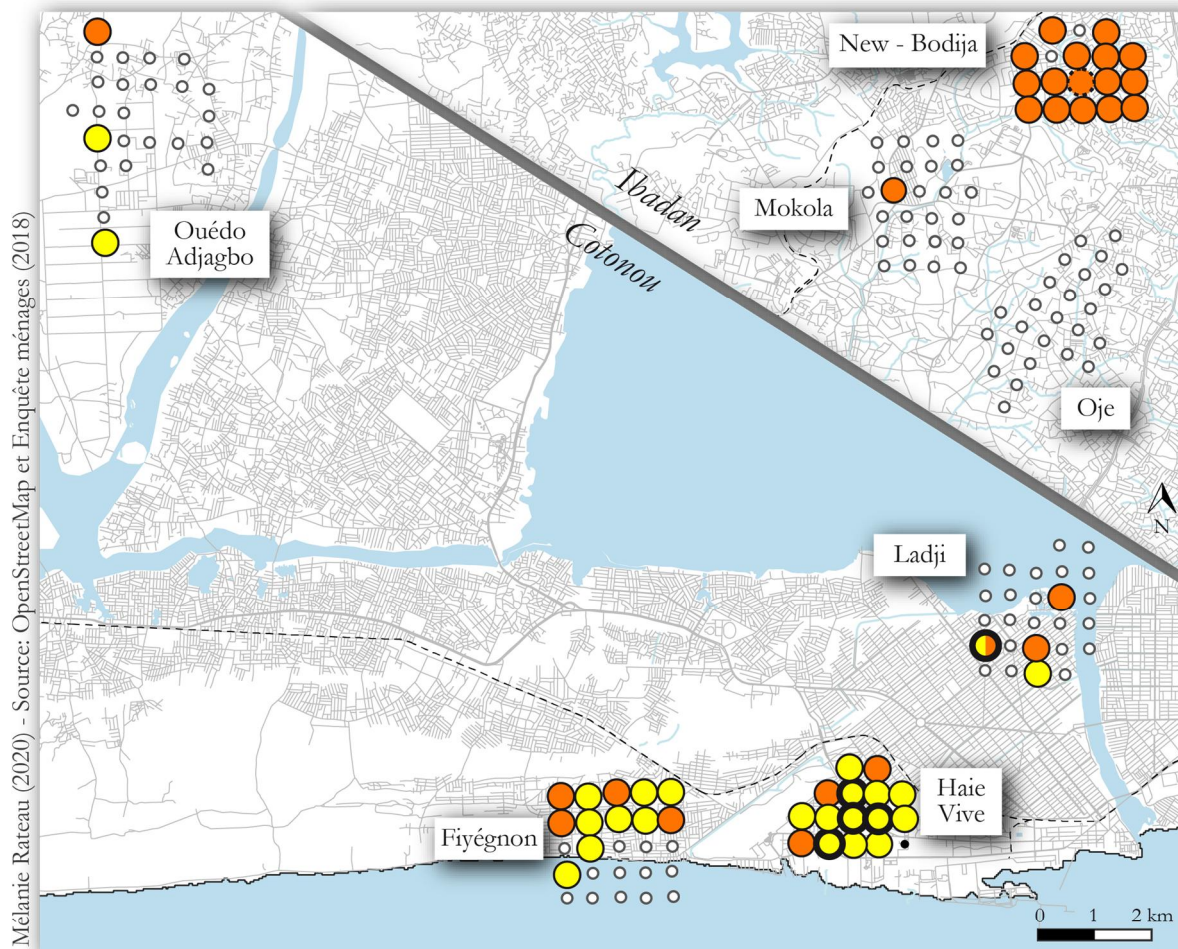 New - Bodija
Mokola
Ibadan
Cotonou
Ouédo
Adjagbo
Oje
N
Ladji
Haie
Vive
Fiyégnon
0 1 2 km
Mélanie Rateau (2020) - Source: OpenStreetMap et Enquête ménages (2018)